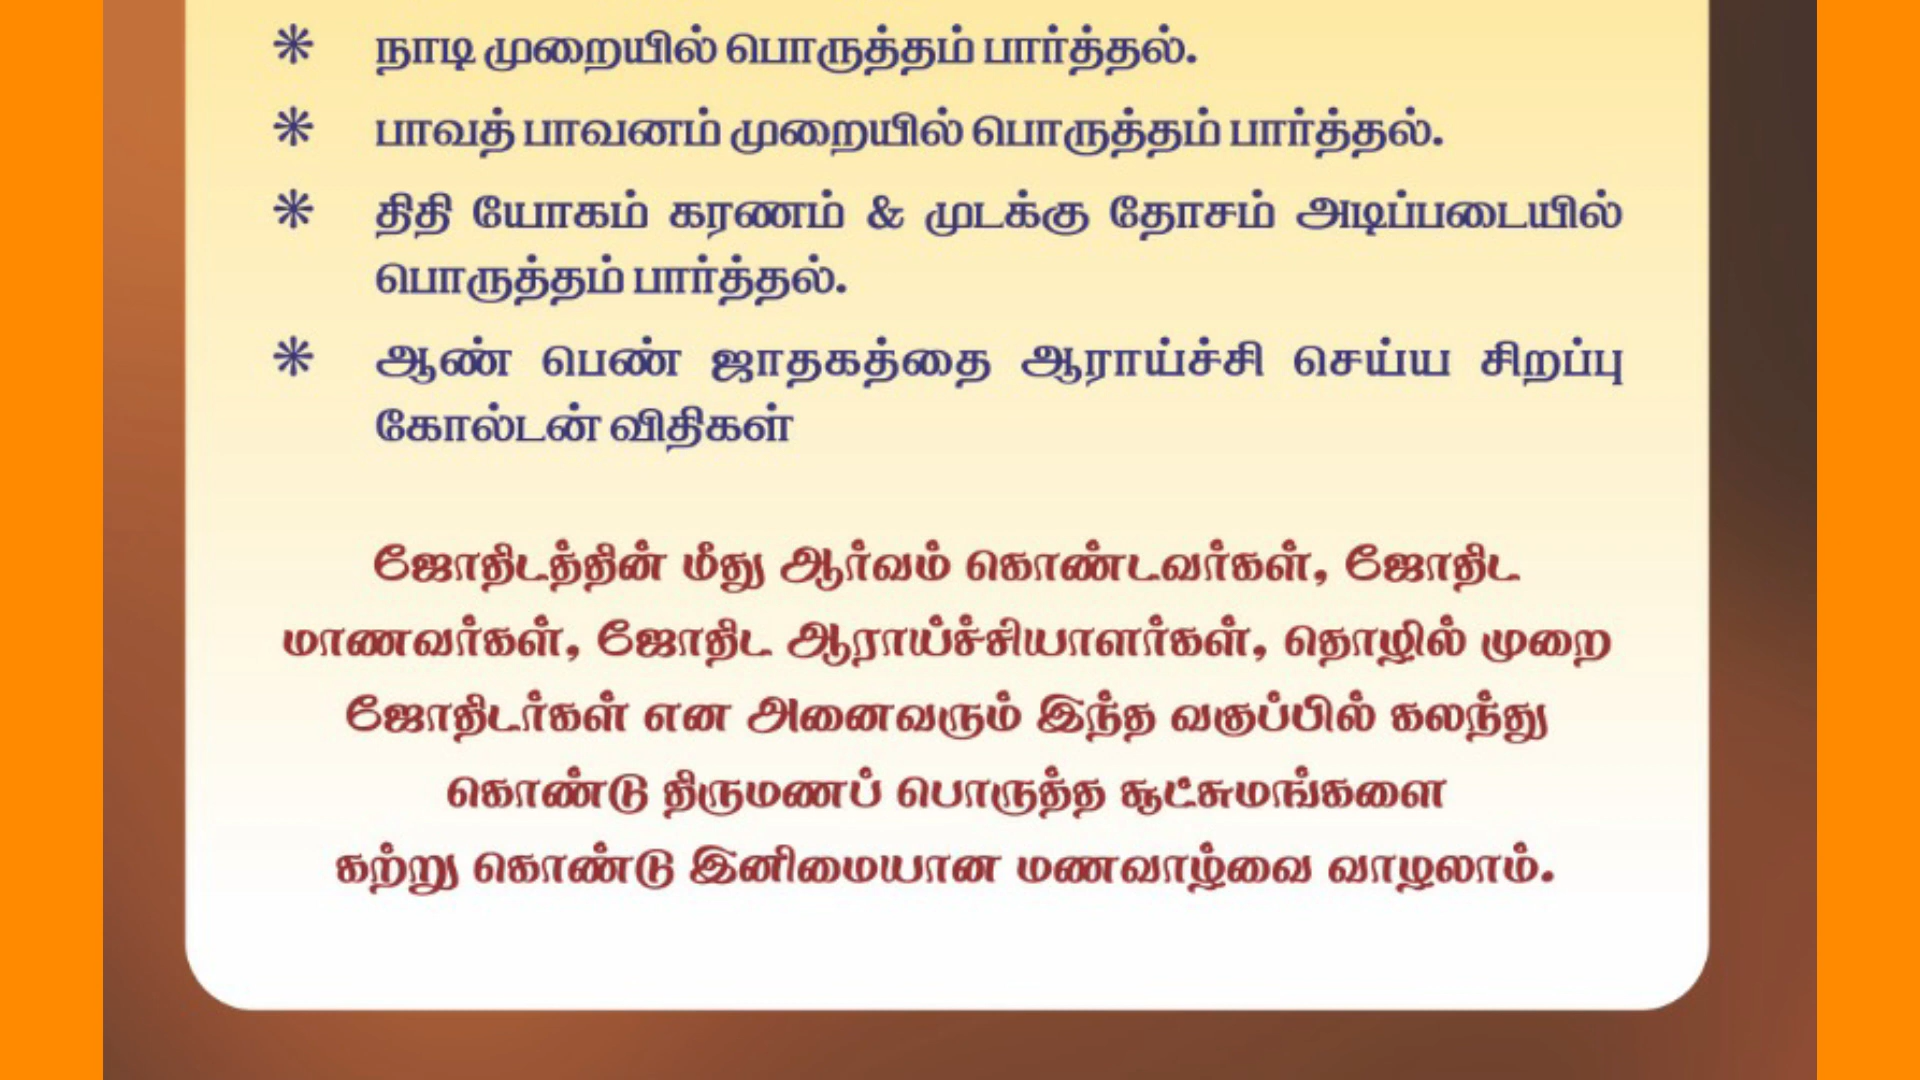 ❋ நாடி முறையில் பொருத்தம் பார்த்தல்.
❋ பாவத் பாவனம் முறையில் பொருத்தம் பார்த்தல்.
❋ திதி யோகம் கரணம் & முடக்கு தோசம் அடிப்படையில்
பொருத்தம் பார்த்தல்.
❋ ஆண் பெண் ஜாதகத்தை ஆராய்ச்சி செய்ய சிறப்பு
கோல்டன் விதிகள்
ஜோதிடத்தின் மீது ஆர்வம் கொண்டவர்கள், ஜோதிட
மாணவர்கள், ஜோதிட ஆராய்ச்சியாளர்கள், தொழில் முறை
ஜோதிடர்கள் என அனைவரும் இந்த வகுப்பில் கலந்து
கொண்டு திருமணப் பொருத்த சூட்சுமங்களை
கற்று கொண்டு இனிமையான மணவாழ்வை வாழலாம்.